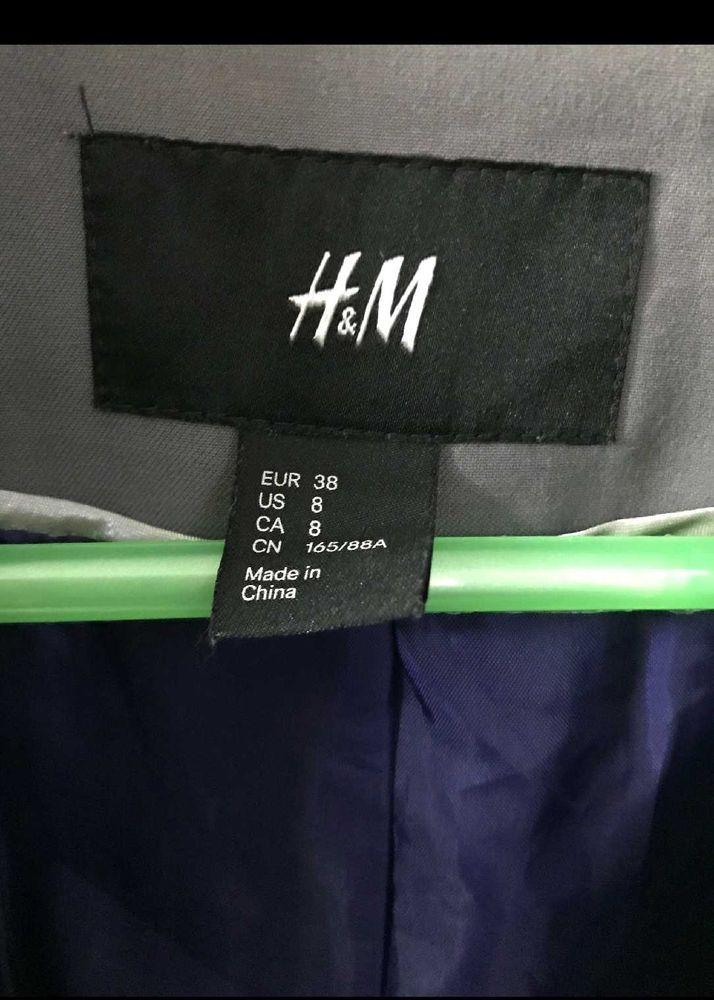 H&M
EUR 38
US 8
CA 8
CN 165/88A
Made in
China